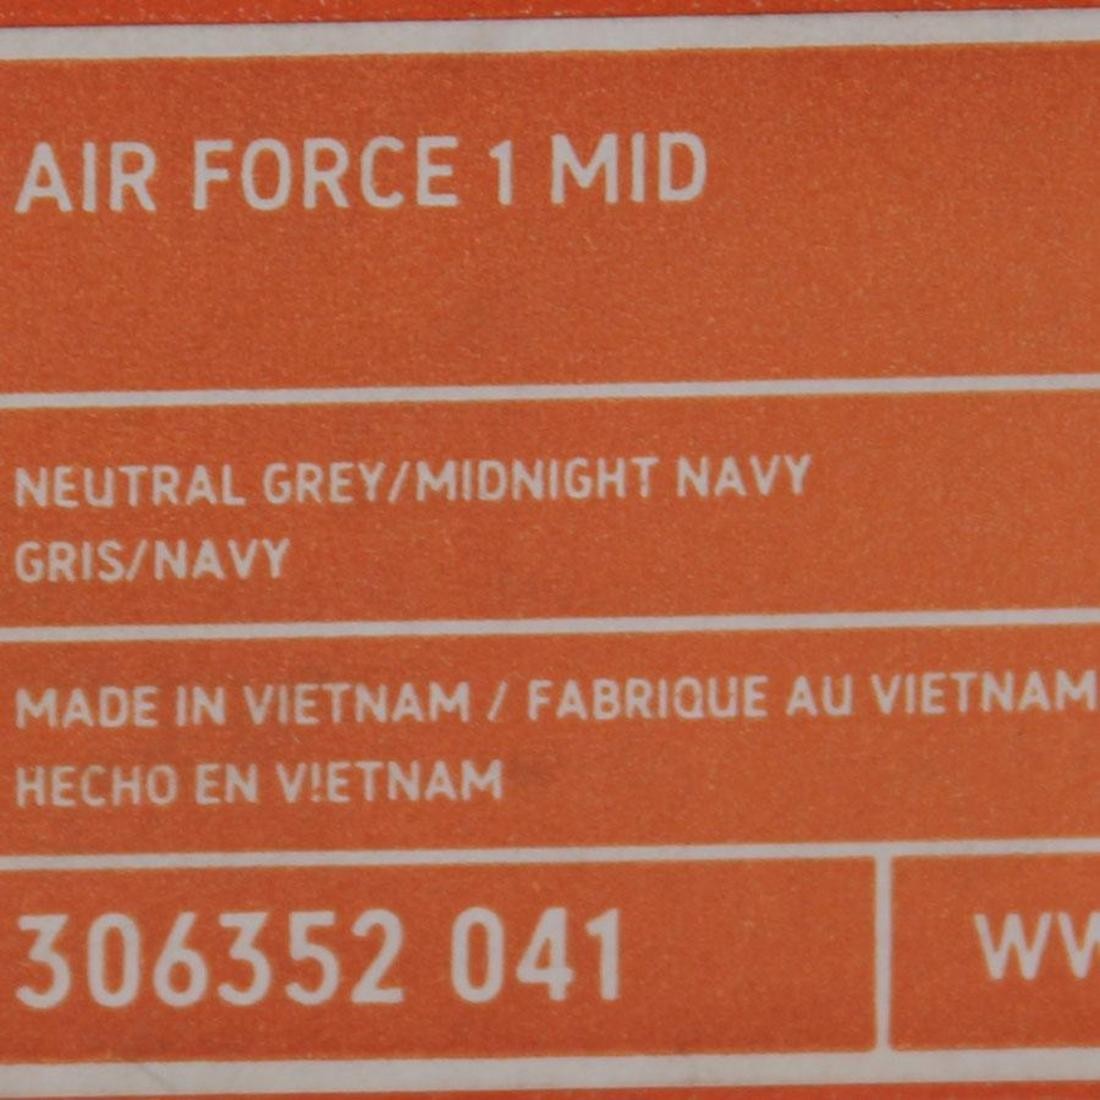 AIR FORCE 1 MID
NEUTRAL GREY/MIDNIGHT NAVY
GRIS/NAVY
MADE IN VIETNAM / FABRIQUE AU VIETNAM
HECHO EN VIETNAM
306352 041